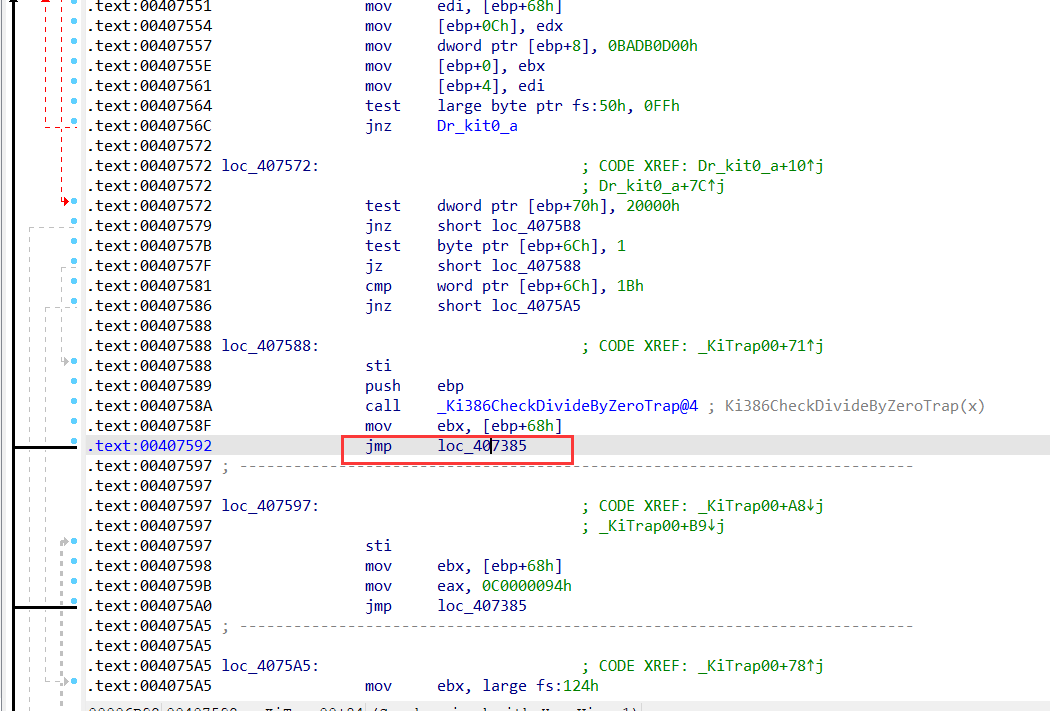 .text:00407551 mov edi, [ebp+68h]
.text:00407554 mov [ebp+0Ch], edx
.text:00407557 mov dword ptr [ebp+8], 0BADB0D00h
.text:0040755E mov [ebp+0], ebx
.text:00407561 mov [ebp+4], edi
.text:00407564 test large byte ptr fs:50h, 0FFh
.text:0040756C jnz Dr_kit0_a
.text:00407572
.text:00407572 loc_407572: ; CODE XREF: Dr_kit0_a+10↑j
.text:00407572 ; Dr_kit0_a+7C↑j
.text:00407572 test dword ptr [ebp+70h], 20000h
.text:00407579 jnz short loc_4075B8
.text:0040757B test byte ptr [ebp+6Ch], 1
.text:0040757F jz short loc_407588
.text:00407581 cmp word ptr [ebp+6Ch], 1Bh
.text:00407586 jnz short loc_4075A5
.text:00407588
.text:00407588 loc_407588: ; CODE XREF: _KiTrap00+71↑j
.text:00407588 sti
.text:00407589 push ebp
.text:0040758A call _Ki386CheckDivideByZeroTrap@4 ; Ki386CheckDivideByZeroTrap(x)
.text:0040758F mov ebx, [ebp+68h]
.text:00407592 jmp loc_407385
.text:00407597 ; ---------------------------------------------------------------------------
.text:00407597
.text:00407597 loc_407597: ; CODE XREF: _KiTrap00+A8↓j
.text:00407597 ; _KiTrap00+B9↓j
.text:00407597 sti
.text:00407598 mov ebx, [ebp+68h]
.text:0040759B mov eax, 0C0000094h
.text:004075A0 jmp loc_407385
.text:004075A5 ; ---------------------------------------------------------------------------
.text:004075A5
.text:004075A5 loc_4075A5: ; CODE XREF: _KiTrap00+78↑j
.text:004075A5 mov ebx, large fs:124h